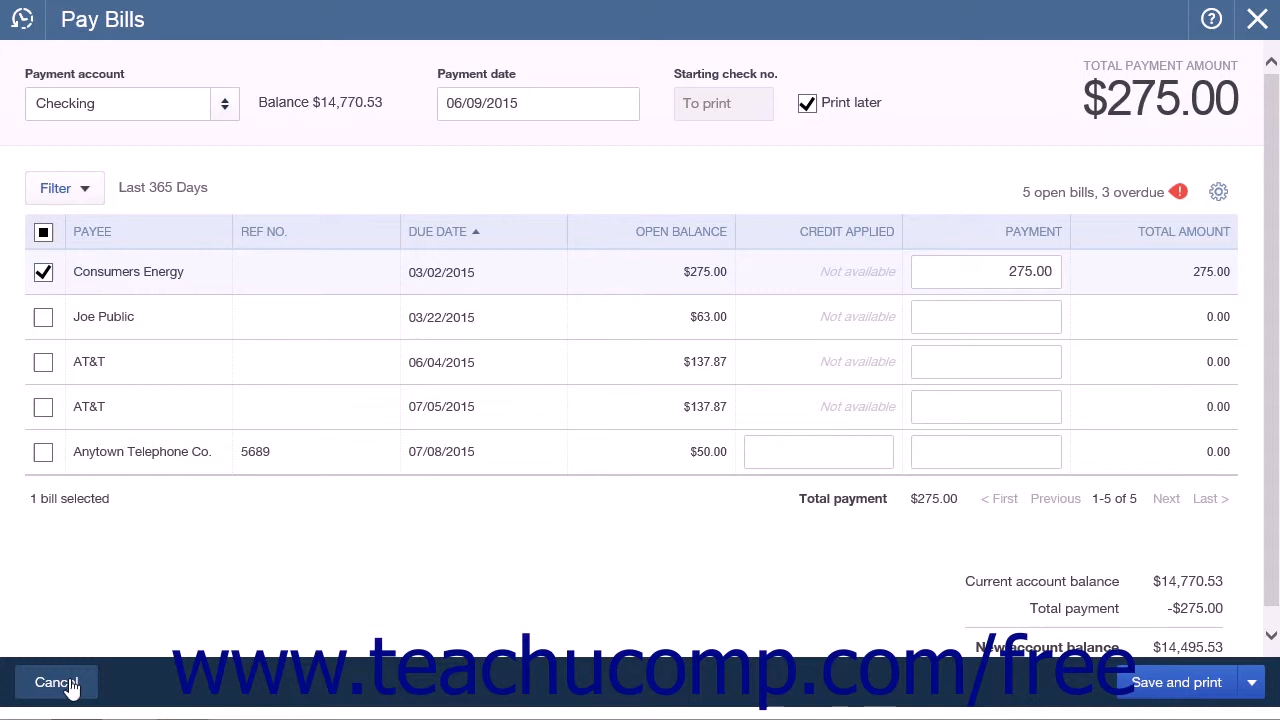 Pay Bills
Payment account Payment date Starting check no. TOTAL PAYMENT AMOUNT
Checking Balance $14,770.53 06/09/2015 To print Print later $275.00
Filter Last 365 Days 5 open bills, 3 overdue
PAYEE REF NO. DUE DATE OPEN BALANCE CREDIT APPLIED PAYMENT TOTAL AMOUNT
Consumers Energy 03/02/2015 $275.00 Not available 275.00 275.00
Joe Public 03/22/2015 $63.00 Not available 0.00
AT&T 06/04/2015 $137.87 Not available 0.00
AT&T 07/05/2015 $137.87 Not available 0.00
Anytown Telephone Co. 5689 07/08/2015 $50.00 0.00
1 bill selected Total payment $275.00 < First Previous 1-5 of 5 Next Last >
Current account balance $14,770.53
Total payment -$275.00
New account balance $14,495.53
www.teachucomp.com/free
Cancel Save and print